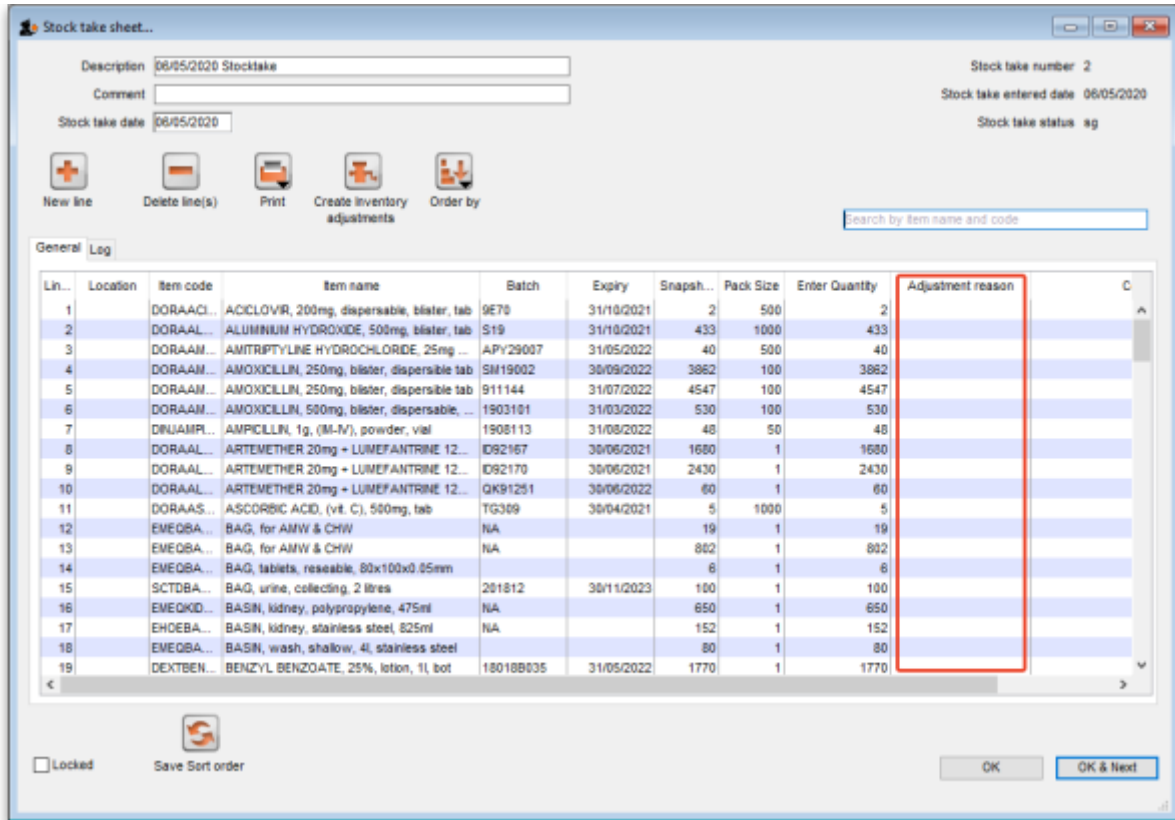 Stock take sheet...
Description 06/05/2020 Stocktake
Stock take number 2
Comment
Stock take entered date 06/05/2020
Stock take date 06/05/2020
Stock take status sg
New line Delete line(s) Print Create Inventory adjustments Order by
Search by item name and code
General Log
Lin... Location Item code Item name Batch Expiry Snapsh... Pack Size Enter Quantity Adjustment reason C
1 DORAACI... ACICLOVIR, 200mg, dispersable, blister, tab 9E70 31/10/2021 2 500 2
2 DORAAL... ALUMINIUM HYDROXIDE, 500mg, blister, tab S19 31/10/2021 433 1000 433
3 DORAAM... AMITRIPTYLINE HYDROCHLORIDE, 25mg ... APY29007 31/05/2022 40 500 40
4 DORAAM... AMOXICILLIN, 250mg, blister, dispersible tab SM19002 30/09/2022 3862 100 3862
5 DORAAM... AMOXICILLIN, 250mg, blister, dispersible tab 911144 31/07/2022 4547 100 4547
6 DORAAM... AMOXICILLIN, 500mg, blister, dispersable, ... 1903101 31/03/2022 530 100 530
7 DINJAMPI... AMPICILLIN, 1g, (IM-IV), powder, vial 1908113 31/08/2022 48 50 48
8 DORAAL... ARTEMETHER 20mg + LUMEFANTRINE 12... ID92167 30/06/2021 1680 1 1680
9 DORAAL... ARTEMETHER 20mg + LUMEFANTRINE 12... ID92170 30/06/2021 2430 1 2430
10 DORAAL... ARTEMETHER 20mg + LUMEFANTRINE 12... QK91251 30/06/2022 60 1 60
11 DORAAS... ASCORBIC ACID, (vit. C), 500mg, tab TG309 30/04/2021 5 1000 5
12 EMEQBA... BAG, for AMW & CHW NA 19 1 19
13 EMEQBA... BAG, for AMW & CHW NA 802 1 802
14 EMEQBA... BAG, tablets, reseable, 80x100x0.05mm 6 1 6
15 SCTDBA... BAG, urine, collecting, 2 litres 201812 30/11/2023 100 1 100
16 EMEQKID... BASIN, kidney, polypropylene, 475ml NA 650 1 650
17 EHOEBA... BASIN, kidney, stainless steel, 825ml NA 152 1 152
18 EMEQBA... BASIN, wash, shallow, 4l, stainless steel 80 1 80
19 DEXTBEN... BENZYL BENZOATE, 25%, lotion, 1l, bot 18018B035 31/05/2022 1770 1 1770
Locked Save Sort order OK OK & Next